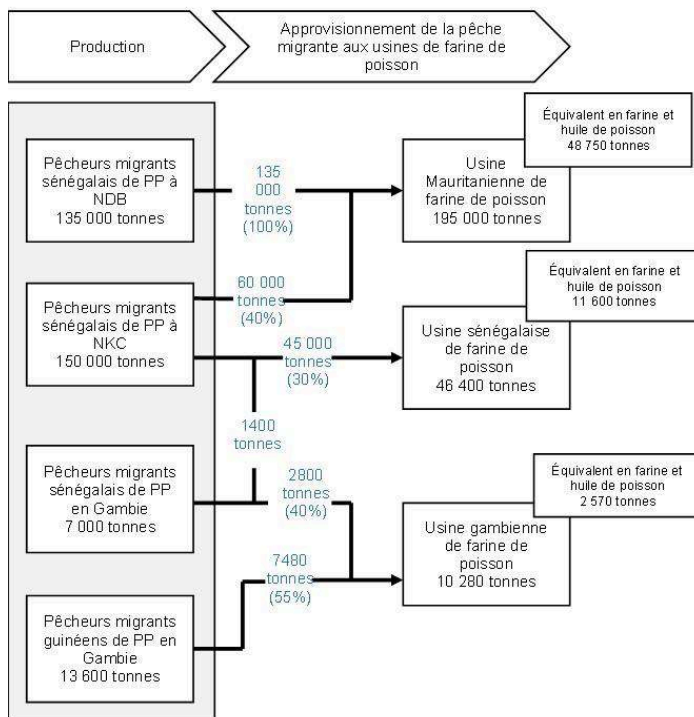 Production
Approvisionnement de la pêche
migrante aux usines de farine de
poisson
Pêcheurs migrants
sénégalais de PP à
NDB
135 000 tonnes
135
000
tonnes
(100%)
Usine
Mauritanienne de
farine de poisson
195 000 tonnes
Équivalent en farine et
huile de poisson
48 750 tonnes
Pêcheurs migrants
sénégalais de PP à
NKC
150 000 tonnes
60 000
tonnes
(40%)
45 000
tonnes
(30%)
Usine sénégalaise
de farine de
poisson
46 400 tonnes
Équivalent en farine et
huile de poisson
11 600 tonnes
1400
tonnes
Pêcheurs migrants
sénégalais de PP
en Gambie
7 000 tonnes
2800
tonnes
(40%)
Usine gambienne
de farine de
poisson
10 280 tonnes
Équivalent en farine et
huile de poisson
2 570 tonnes
7480
tonnes
(55%)
Pêcheurs migrants
guinéens de PP en
Gambie
13 600 tonnes